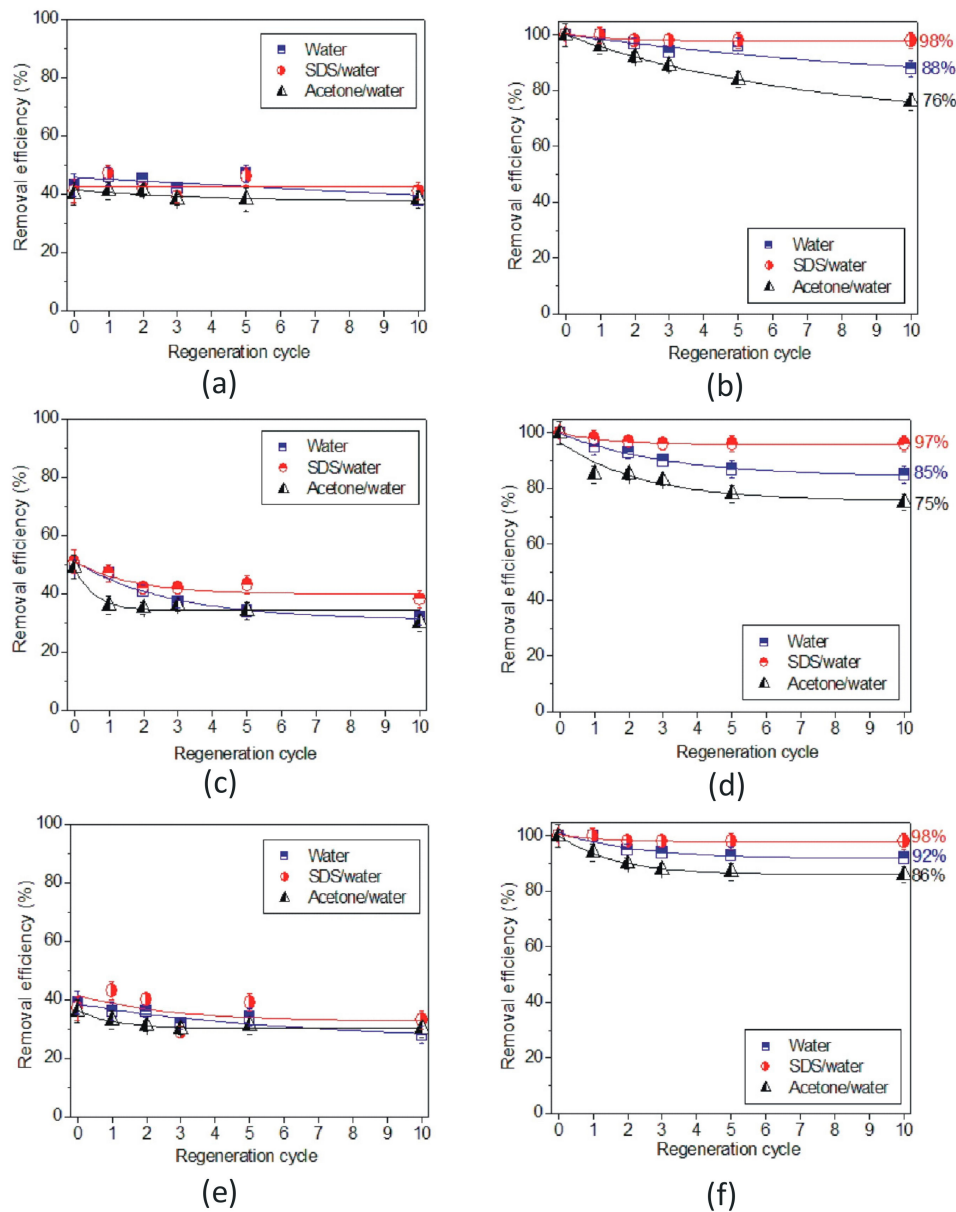 100
80
60
40
20
0
Removal efficiency (%)
Water
SDS/water
Acetone/water
0 1 2 3 4 5 6 7 8 9 10
Regeneration cycle
(a)
100
80
60
40
20
0
Removal efficiency (%)
98%
88%
76%
Water
SDS/water
Acetone/water
0 1 2 3 4 5 6 7 8 9 10
Regeneration cycle
(b)
100
80
60
40
20
0
Removal efficiency (%)
Water
SDS/water
Acetone/water
0 1 2 3 4 5 6 7 8 9 10
Regeneration cycle
(c)
100
80
60
40
20
0
Removal efficiency (%)
97%
85%
75%
Water
SDS/water
Acetone/water
0 1 2 3 4 5 6 7 8 9 10
Regeneration cycle
(d)
100
80
60
40
20
0
Removal efficiency (%)
Water
SDS/water
Acetone/water
0 1 2 3 4 5 6 7 8 9 10
Regeneration cycle
(e)
100
80
60
40
20
0
Removal efficiency (%)
98%
92%
86%
Water
SDS/water
Acetone/water
0 1 2 3 4 5 6 7 8 9 10
Regeneration cycle
(f)